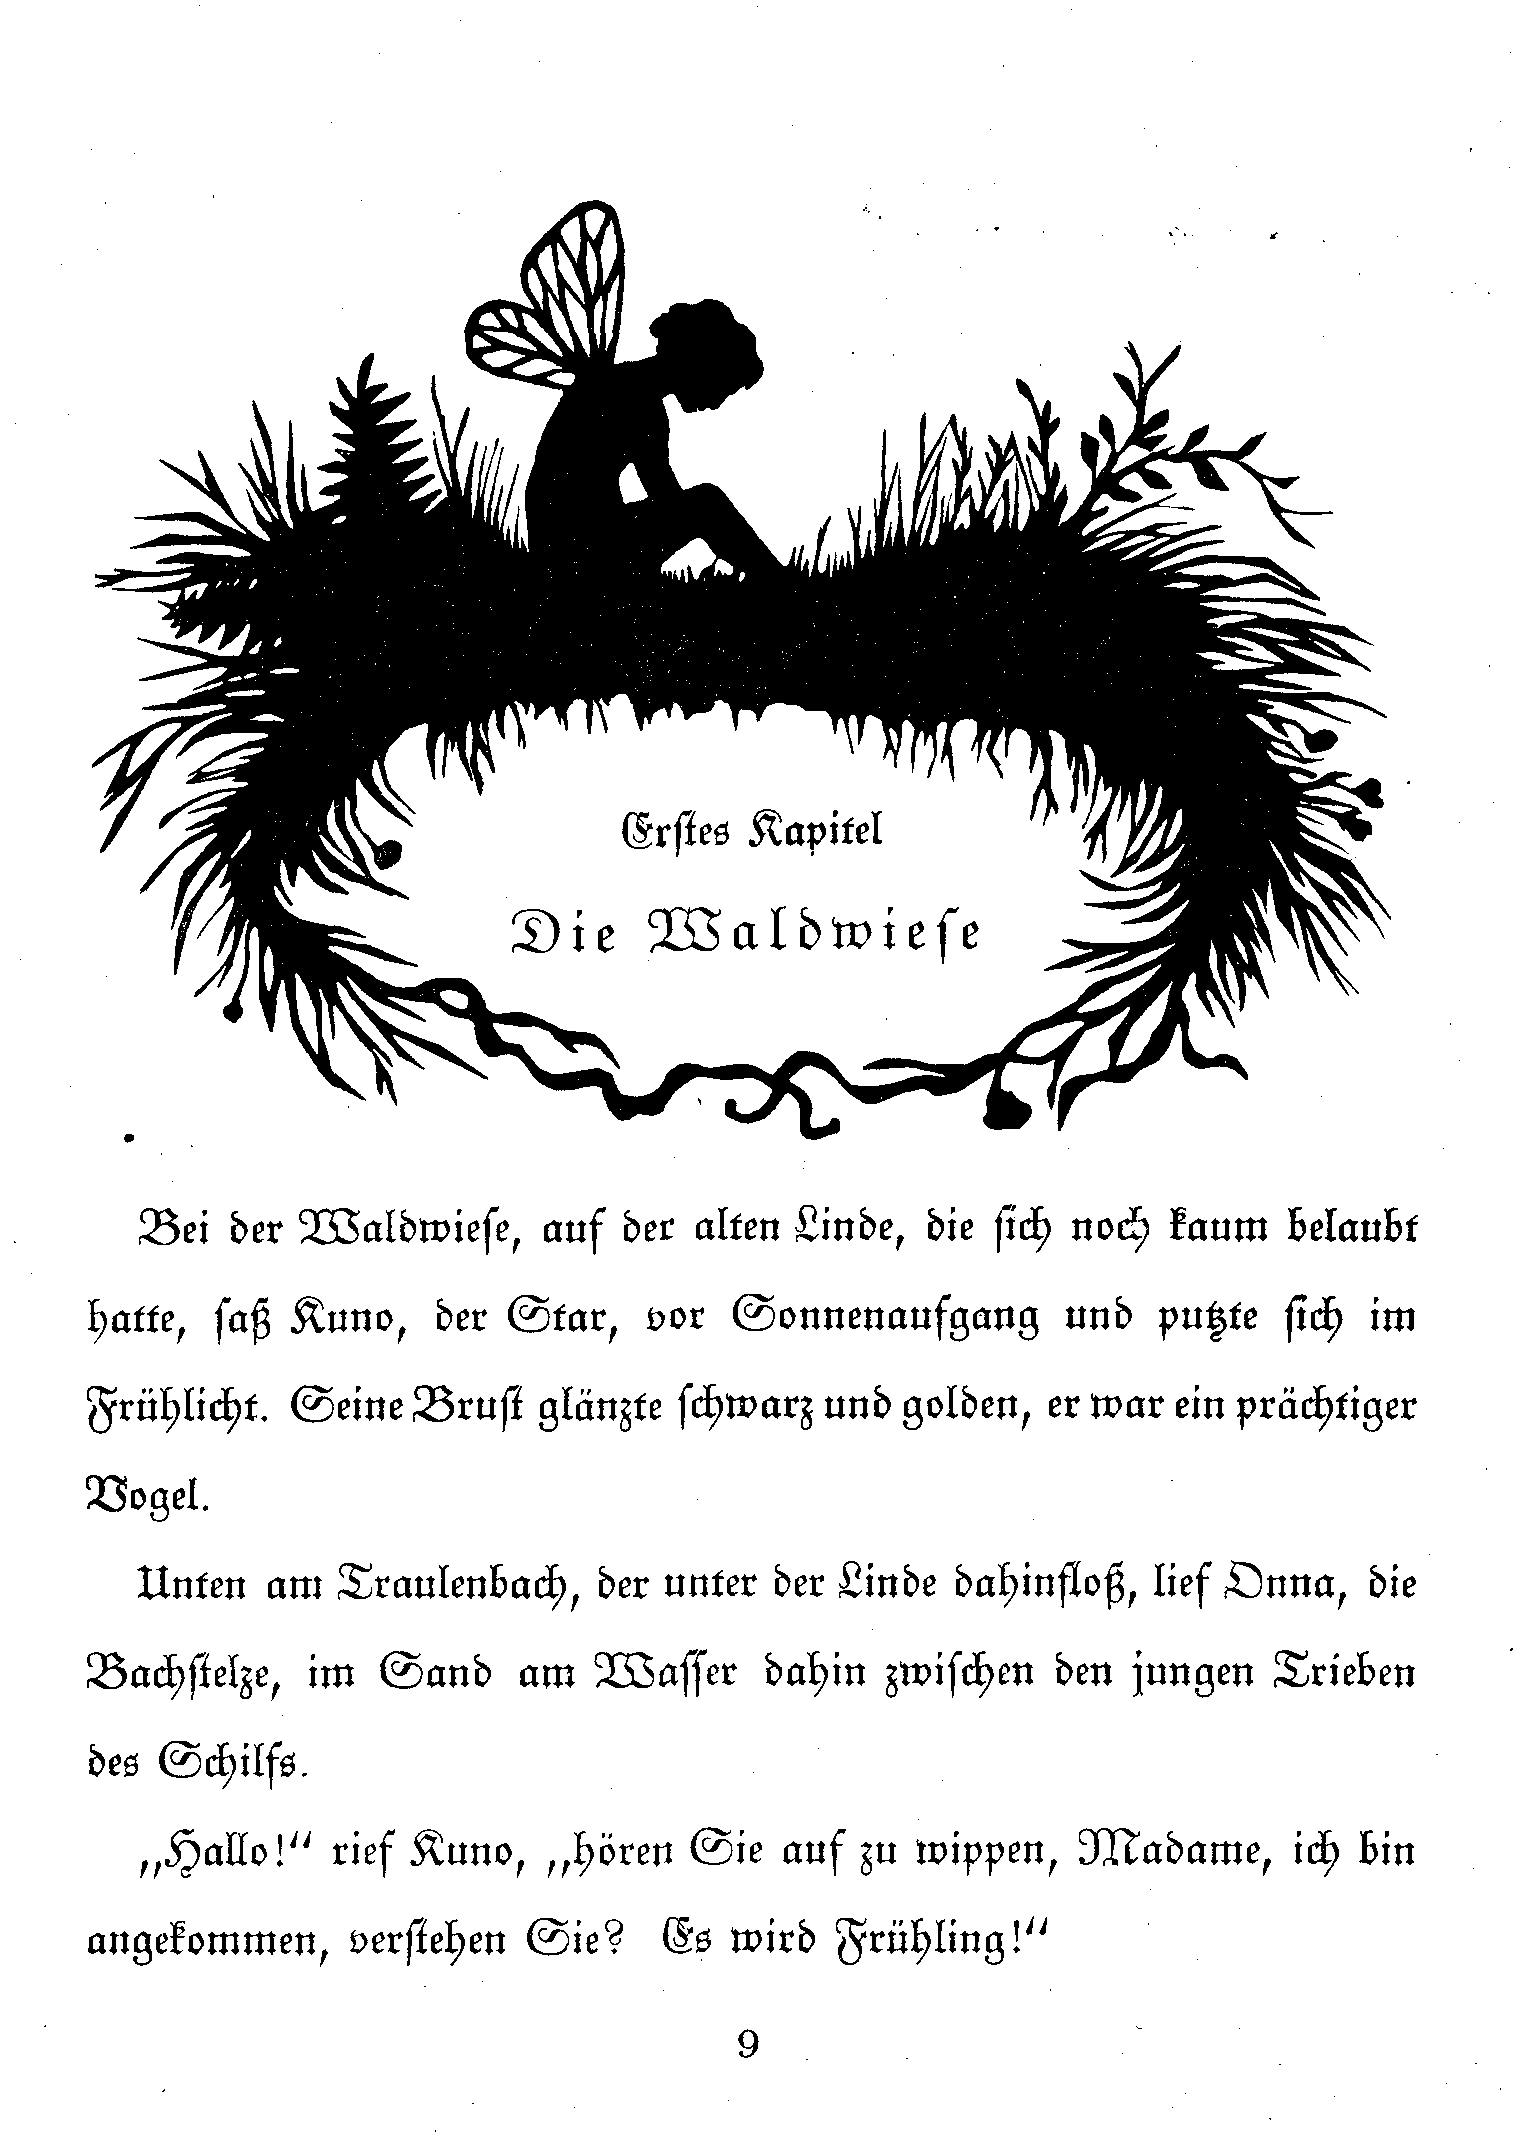 Erſtes Kapitel
Die Waldwieſe
Bei der Waldwieſe, auf der alten Linde, die ſich noch kaum belaubt
hatte, ſaß Kuno, der Star, vor Sonnenaufgang und putzte ſich im
Frühlicht. Seine Bruſt glänzte ſchwarz und golden, er war ein prächtiger
Vogel.
Unten am Traulenbach, der unter der Linde dahinfloß, lief Onna, die
Bachſtelze, im Sand am Waſſer dahin zwiſchen den jungen Trieben
des Schilfs.
„Hallo!“ rief Kuno, „hören Sie auf zu wippen, Madame, ich bin
angekommen, verſtehen Sie? Es wird Frühling!“
9